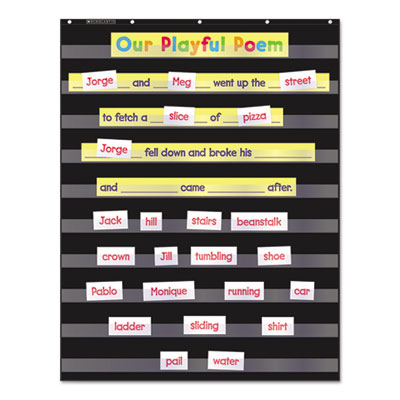 SCHOLASTIC
Our Playful Poem
Jorge and Meg went up the street
to fetch a slice of pizza
Jorge fell down and broke his
and came after.
Jack hill stairs beanstalk
crown Jill tumbling shoe
Pablo Monique running car
ladder sliding shirt
pail water